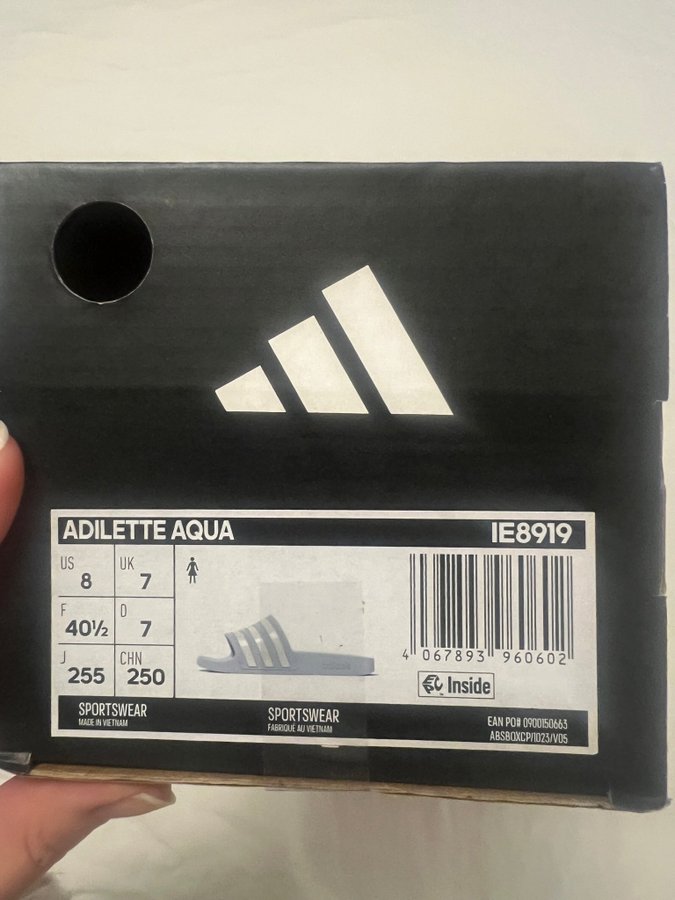 ADILETTE AQUA IE8919
US 8 UK 7
F 40½ D 7
J 255 CHN 250
4 067893 960602
Inside
SPORTSWEAR
MADE IN VIETNAM
SPORTSWEAR
FABRIQUÉ AU VIETNAM
EAN PO# 0900150663
ABSBOXCP/1023/V05